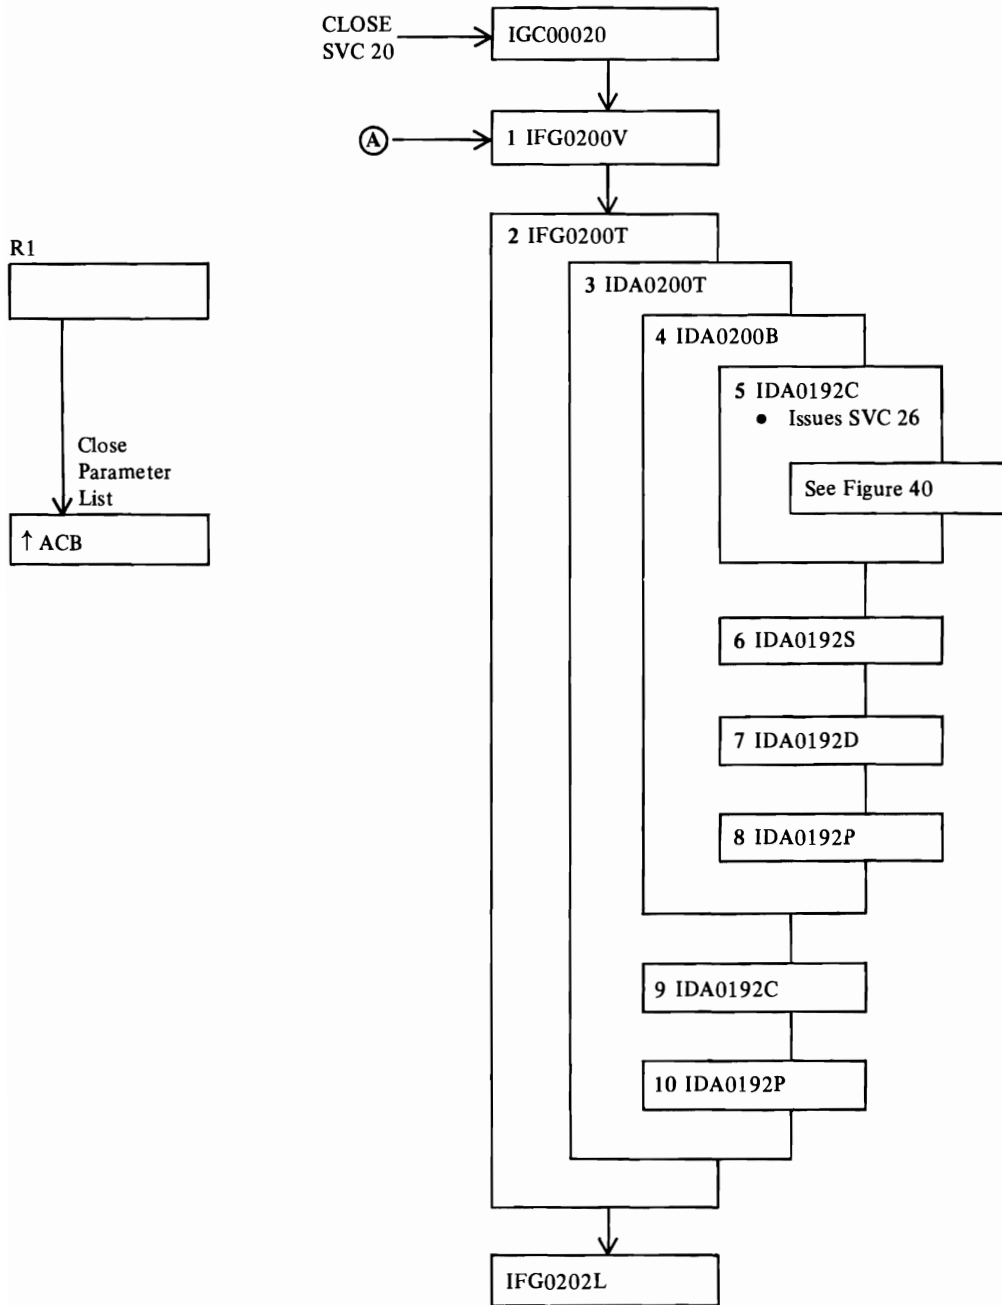 CLOSE
SVC 20
IGC00020
A
1 IFG0200V
2 IFG0200T
R1
3 IDA0200T
4 IDA0200B
5 IDA0192C
• Issues SVC 26
Close
Parameter
List
See Figure 40
↑ ACB
6 IDA0192S
7 IDA0192D
8 IDA0192P
9 IDA0192C
10 IDA0192P
IFG0202L